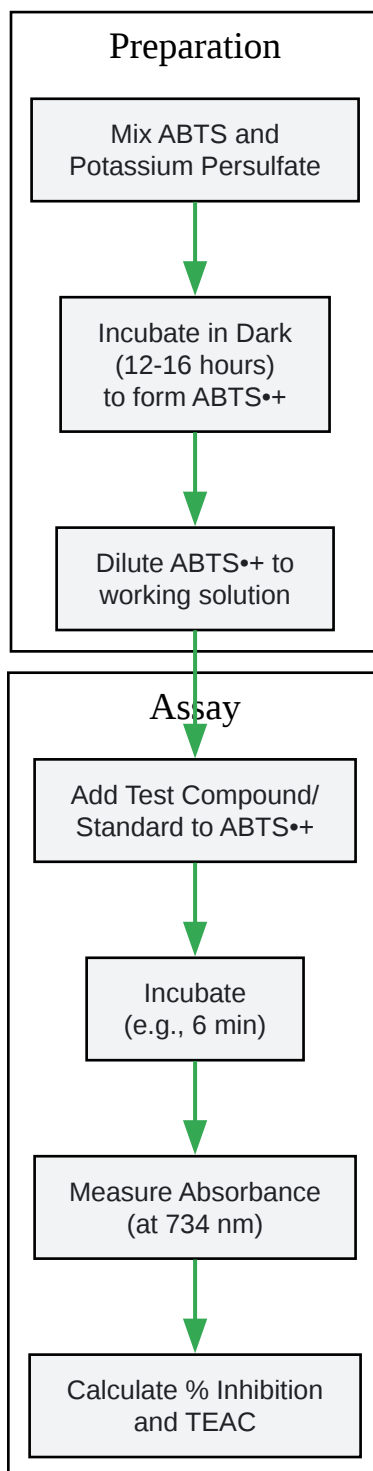 Preparation
Mix ABTS and
Potassium Persulfate
Incubate in Dark
(12-16 hours)
to form ABTS•+
Dilute ABTS•+ to
working solution
Assay
Add Test Compound/
Standard to ABTS•+
Incubate
(e.g., 6 min)
Measure Absorbance
(at 734 nm)
Calculate % Inhibition
and TEAC